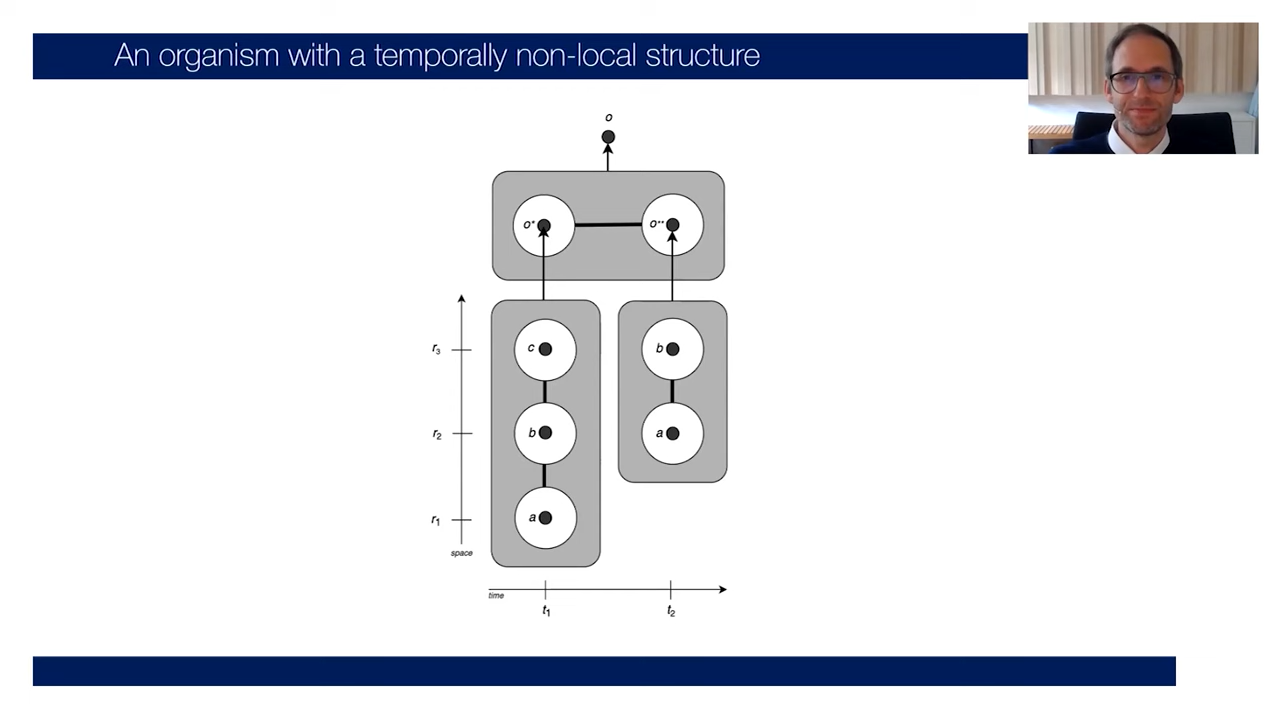 An organism with a temporally non-local structure
o
o*
o**
c
b
r₃
b
a
r₂
a
r₁
space
time
t₁
t₂